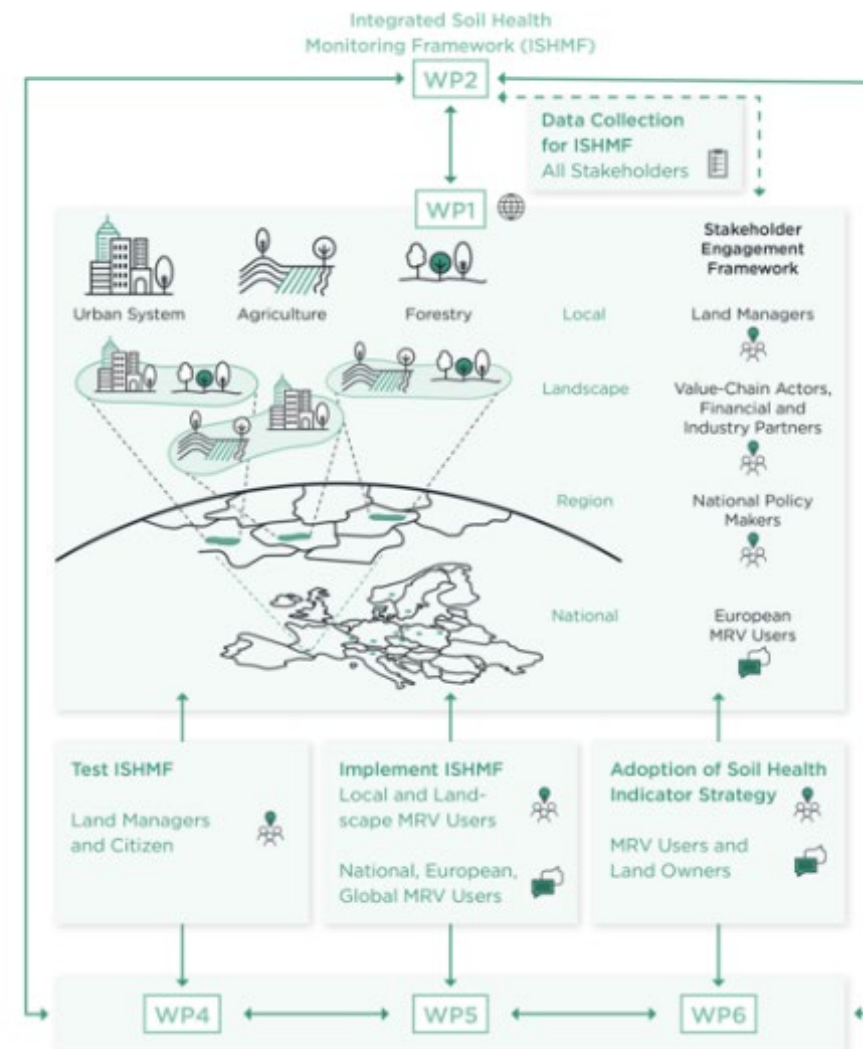 Integrated Soil Health
Monitoring Framework (ISHMF)
WP2
Data Collection
for ISHMF
All Stakeholders
WP1
Stakeholder
Engagement
Framework
Urban System
Agriculture
Forestry
Local
Land Managers
Landscape
Value-Chain Actors,
Financial and
Industry Partners
Region
National Policy
Makers
National
European
MRV Users
Test ISHMF
Land Managers
and Citizen
Implement ISHMF
Local and Land-
scape MRV Users
National, European,
Global MRV Users
Adoption of Soil Health
Indicator Strategy
MRV Users and
Land Owners
WP4
WP5
WP6